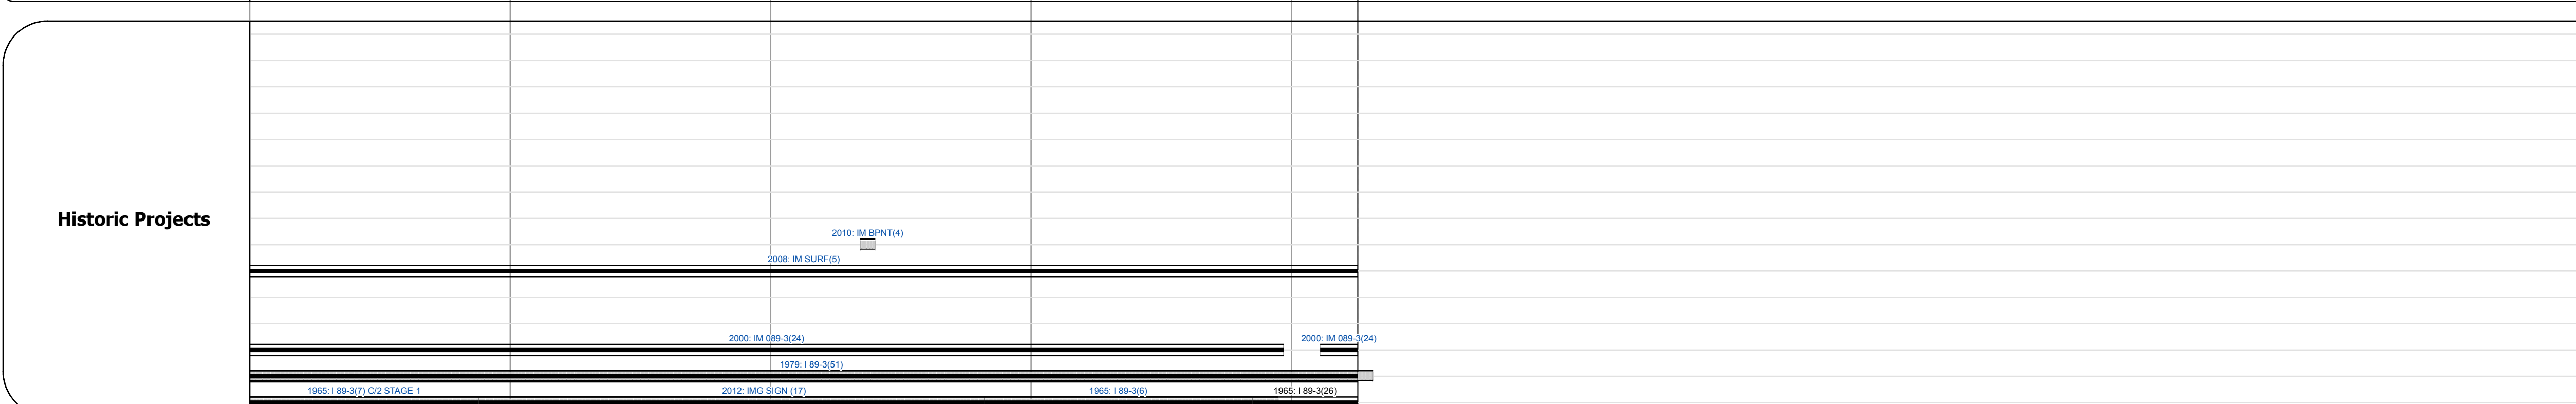 Historic Projects
2010: IM BPNT(4)
2008: IM SURF(5)
2000: IM 089-3(24) 2000: IM 089-3(24)
1979: I 89-3(51)
1965: I 89-3(7) C/2 STAGE 1 2012: IMG SIGN (17) 1965: I 89-3(6) 1965: I 89-3(26)